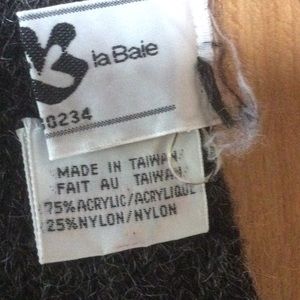 la Baie
0234
MADE IN TAIWAN
FAIT AU TAIWAN
75% ACRYLIC/ACRYLIQUE
25% NYLON/NYLON